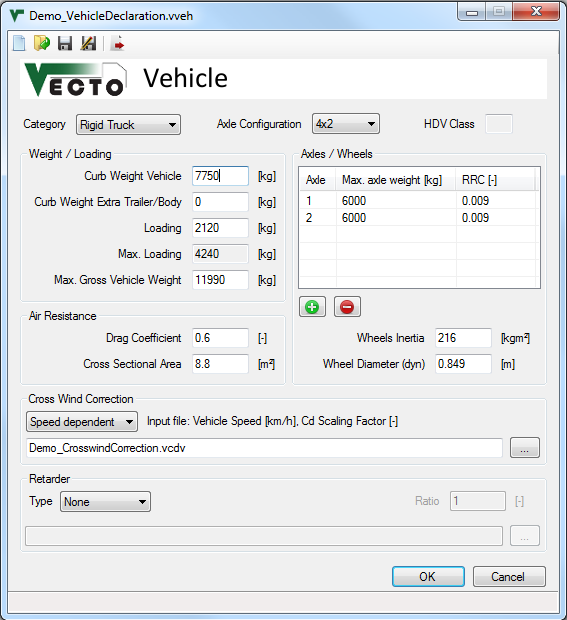 Demo_VehicleDeclaration.vveh
VECTO Vehicle
Category Rigid Truck Axle Configuration 4x2 HDV Class
Weight / Loading
Curb Weight Vehicle 7750 [kg]
Curb Weight Extra Trailer/Body 0 [kg]
Loading 2120 [kg]
Max. Loading 4240 [kg]
Max. Gross Vehicle Weight 11990 [kg]
Axles / Wheels
Axle Max. axle weight [kg] RRC [-]
1 6000 0.009
2 6000 0.009
Air Resistance
Drag Coefficient 0.6 [-]
Cross Sectional Area 8.8 [m²]
Wheels Inertia 216 [kgm²]
Wheel Diameter (dyn) 0.849 [m]
Cross Wind Correction
Speed dependent Input file: Vehicle Speed [km/h], Cd Scaling Factor [-]
Demo_CrosswindCorrection.vcdv ...
Retarder
Type None Ratio 1 [-]
...
OK Cancel